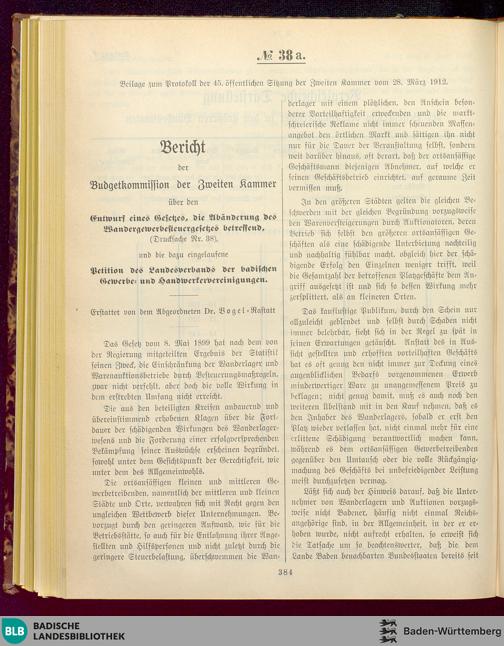 № 38 a.
Beilage zum Protokoll der 45. öffentlichen Sitzung der Zweiten Kammer vom 28. März 1912.
Bericht
der
Budgetkommission der Zweiten Kammer
über den
Entwurf eines Gesetzes, die Abänderung des
Wandergewerbesteuergesetzes betreffend,
(Drucksache Nr. 38),
und die dazu eingelaufene
Petition des Landesverbands der badischen
Gewerbe- und Handwerkervereinigungen.
Erstattet von dem Abgeordneten Dr. Vogel-Rastatt
Das Gesetz vom 8. Mai 1899 hat nach dem von
der Regierung mitgeteilten Ergebnis der Statistik
seinen Zweck, die Einschränkung der Wanderlager und
Warenauktionsbetriebe durch Besteuerungsmaßregeln,
zwar nicht verfehlt, aber doch die volle Wirkung in
dem erstrebten Umfang nicht erreicht.
Die aus den beteiligten Kreisen andauernd und
übereinstimmend erhobenen Klagen über die Fort-
dauer der schädigenden Wirkungen des Wanderlager-
wesens und die Forderung einer erfolgversprechenden
Bekämpfung seiner Auswüchse erscheinen begründet,
sowohl unter dem Gesichtspunkt der Gerechtigkeit, wie
unter dem des Allgemeinwohls.
Die ortsansässigen kleinen und mittleren Ge-
werbetreibenden, namentlich der mittleren und kleinen
Städte und Orte, verwahren sich mit Recht gegen den
ungleichen Wettbewerb dieser Unternehmungen. Be-
vorzugt durch den geringeren Aufwand, wie für die
Betriebsstätte, so auch für die Entlohnung ihrer Ange-
stellten und Hilfspersonen und nicht zuletzt durch die
geringere Steuerbelastung, überschwemmen die Wan-
derlager mit einem plötzlichen, den Anschein beson-
derer Vorteilhaftigkeit erweckenden und die markt-
schreierische Reklame nicht immer scheuenden Massen-
angebot den örtlichen Markt und sättigen ihn nicht
nur für die Dauer der Veranstaltung selbst, sondern
weit darüber hinaus, oft derart, daß der ortsansässige
Geschäftsmann diejenigen Abnehmer, auf welche er
seinen Geschäftsbetrieb einrichtet, auf geraume Zeit
vermissen muß.
In den größeren Städten gelten die gleichen Be-
schwerden mit der gleichen Begründung vorzugsweise
den Warenversteigerungen durch Auktionatoren, deren
Betrieb sich selbst den größeren ortsansässigen Ge-
schäften als eine schädigende Unterbietung nachteilig
und nachhaltig fühlbar macht, obgleich hier der schä-
digende Erfolg den Einzelnen weniger trifft, weil
die Gesamtzahl der betroffenen Platzgeschäfte dem An-
griff ausgesetzt ist und sich so dessen Wirkung mehr
zersplittert, als an kleineren Orten.
Das kauflustige Publikum, durch den Schein nur
allzuleicht geblendet und selbst durch Schaden nicht
immer belehrbar, sieht sich in der Regel zu spät in
seinen Erwartungen getäuscht. Anstatt des in Aus-
sicht gestellten und erhofften vorteilhaften Geschäfts
hat es oft genug den nicht immer zur Deckung eines
augenblicklichen Bedarfs vorgenommenen Erwerb
minderwertiger Ware zu unangemessenem Preis zu
beklagen; nicht genug damit, muß es auch noch den
weiteren Übelstand mit in den Kauf nehmen, daß es
den Inhaber des Wanderlagers, sobald er erst den
Platz wieder verlassen hat, nicht einmal mehr für eine
erlittene Schädigung verantwortlich machen kann,
während es dem ortsansässigen Gewerbetreibenden
gegenüber den Umtausch oder die volle Rückgängig-
machung des Geschäfts bei unbefriedigender Leistung
meist durchzusetzen vermag.
Läßt sich auch der Hinweis darauf, daß die Unter-
nehmer von Wanderlagern und Auktionen vorzugs-
weise nicht Badener, häufig nicht einmal Reichs-
angehörige sind, in der Allgemeinheit, in der er er-
hoben wurde, nicht aufrecht erhalten, so erweist sich
die Tatsache um so beachtenswerter, daß die dem
Lande Baden benachbarten Bundesstaaten bereits seit
384
BLB
BADISCHE
LANDESBIBLIOTHEK
Baden-Württemberg